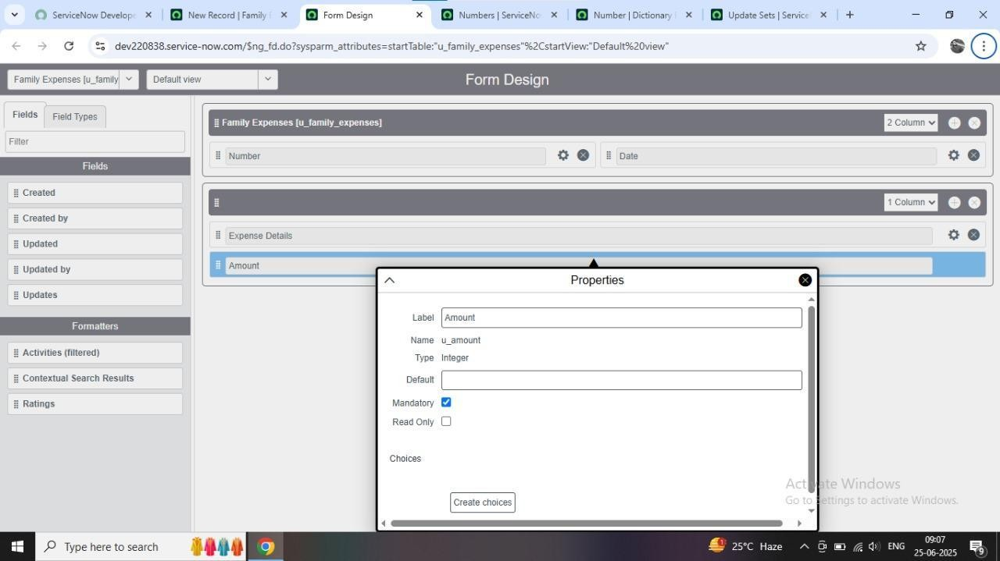 ServiceNow Develope
New Record | Family E
Form Design
Numbers | ServiceNo
Number | Dictionary
Update Sets | Service
dev220838.service-now.com/$ng_fd.do?sysparm_attributes=startTable:"u_family_expenses"%2CstartView:"Default%20view"
Family Expenses [u_family
Default view
Form Design
Fields
Field Types
Filter
Fields
Created
Created by
Updated
Updated by
Updates
Formatters
Activities (filtered)
Contextual Search Results
Ratings
Family Expenses [u_family_expenses]
2 Column
Number
Date
1 Column
Expense Details
Amount
Properties
Label Amount
Name u_amount
Type Integer
Default
Mandatory
Read Only
Choices
Create choices
Activate Windows
Go to Settings to activate Windows.
Type here to search
1
25°C Haze
ENG
09:07
25-06-2025
9